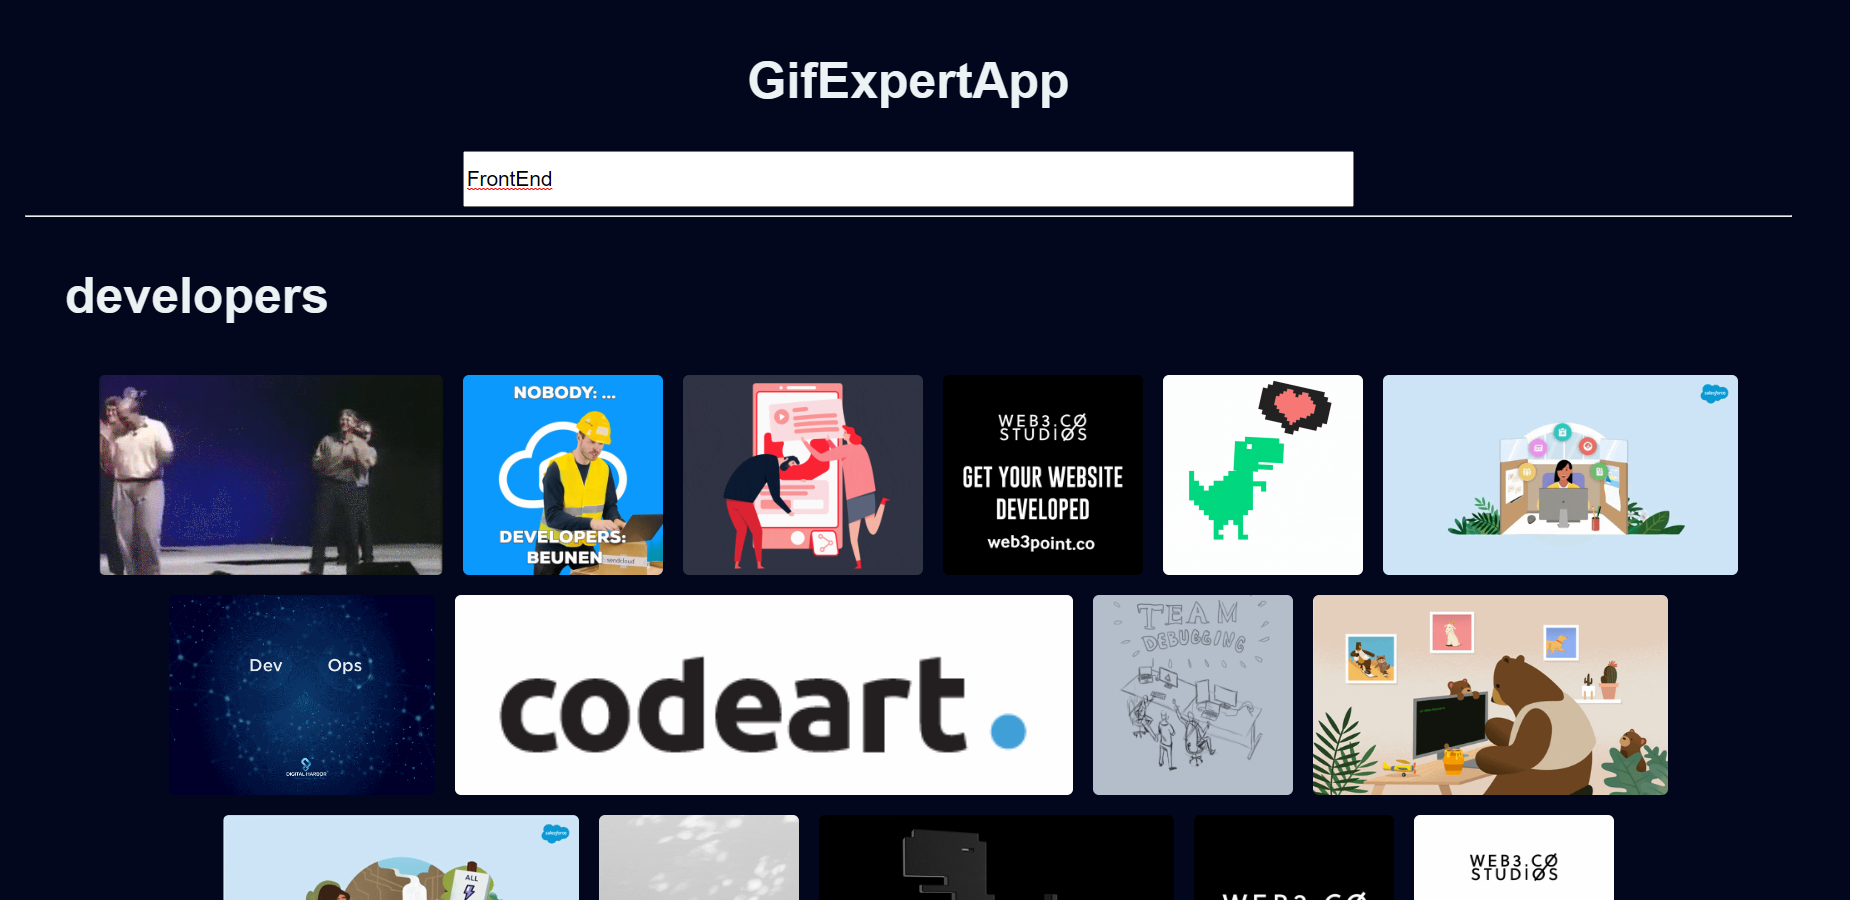 GifExpertApp
FrontEnd
developers
NOBODY: ...
DEVELOPERS:
BEUNEN
sendcloud
WEB3.CØ
STUDIØS
GET YOUR WEBSITE
DEVELOPED
web3point.co
salesforce
Dev Ops
DIGITAL HARBOR
codeart.
TEAM
DEBUGGING
salesforce
ALL
WEB3.CØ
WEB3.CØ
STUDIØS